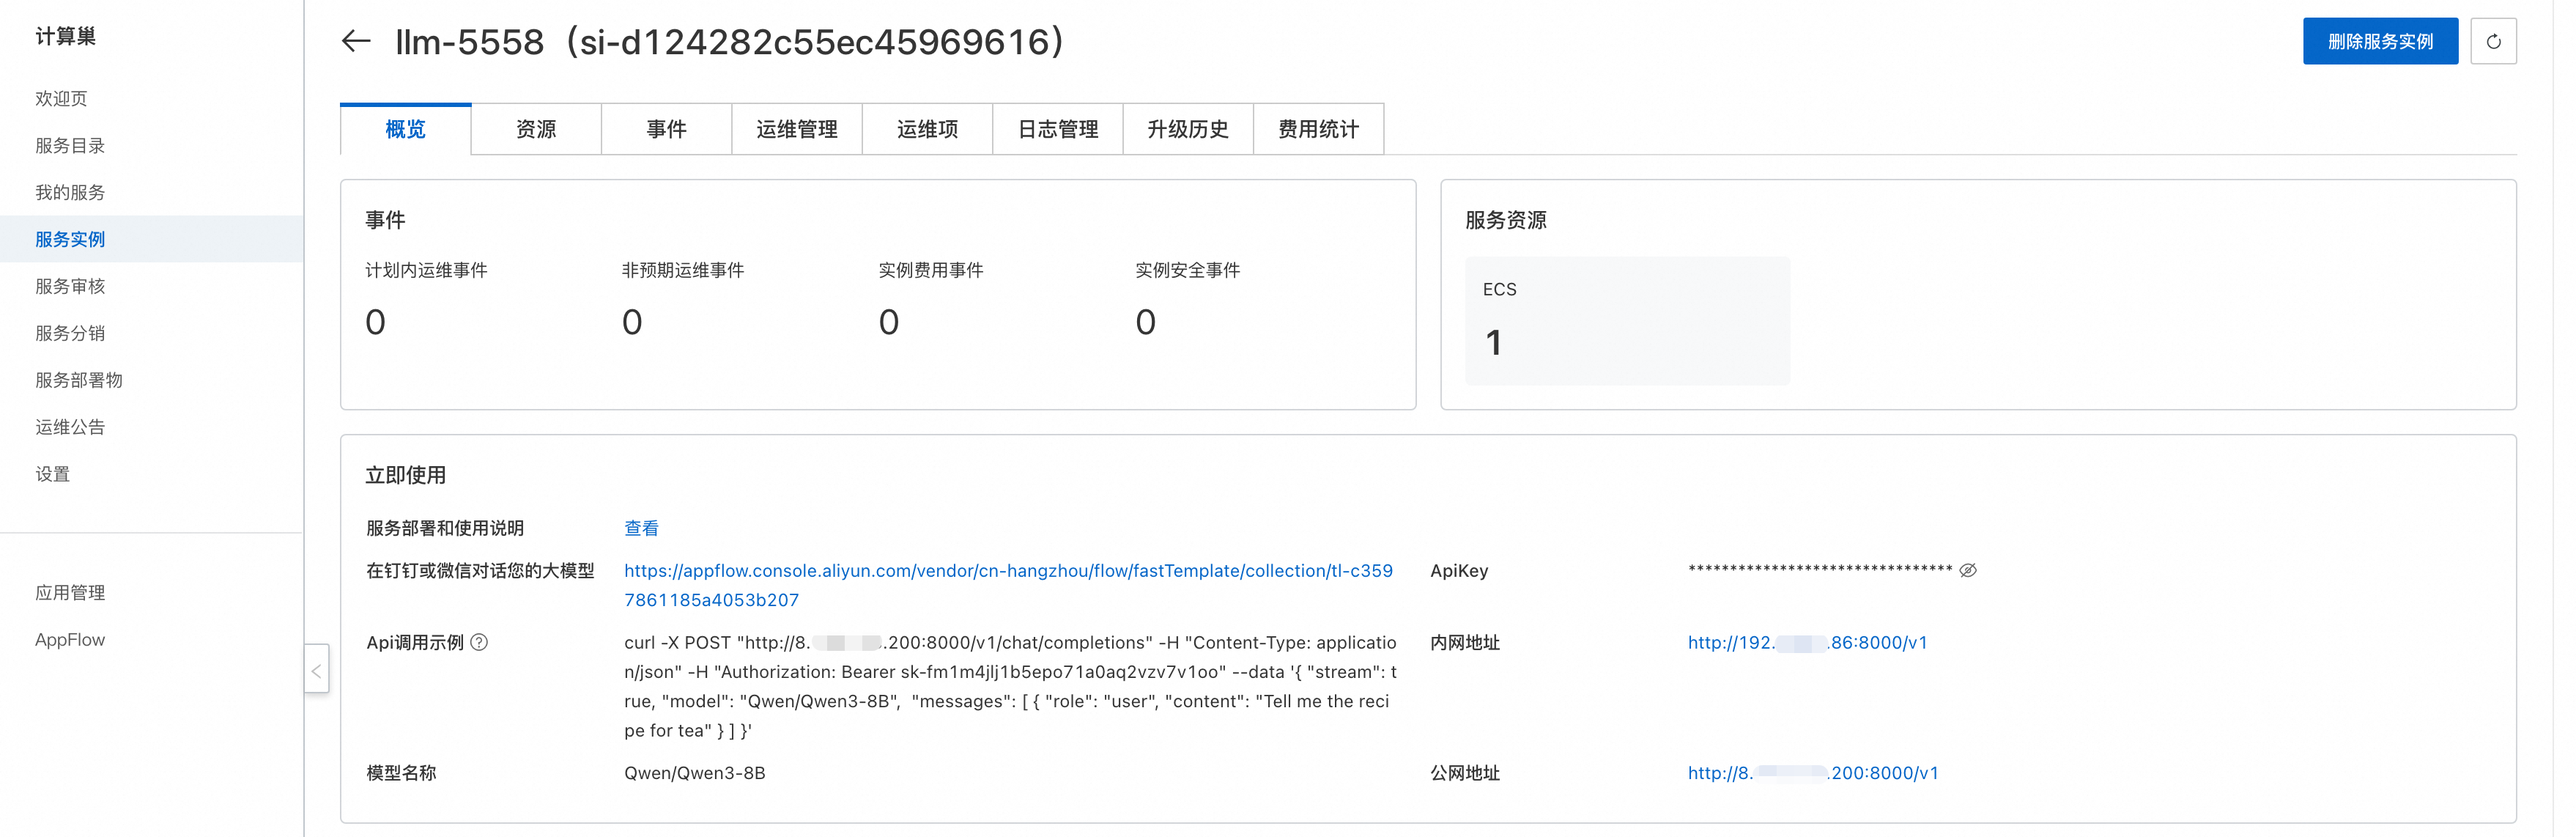 计算巢
欢迎页
服务目录
我的服务
服务实例
服务审核
服务分销
服务部署物
运维公告
设置
应用管理
AppFlow
llm-5558（si-d124282c55ec45969616）
删除服务实例
概览 资源 事件 运维管理 运维项 日志管理 升级历史 费用统计
事件
计划内运维事件 非预期运维事件 实例费用事件 实例安全事件
0 0 0 0
服务资源
ECS
1
立即使用
服务部署和使用说明 查看
在钉钉或微信对话您的大模型 https://appflow.console.aliyun.com/vendor/cn-hangzhou/flow/fastTemplate/collection/tl-c359
7861185a4053b207
ApiKey ********************************
Api调用示例 curl -X POST "http://8. .200:8000/v1/chat/completions" -H "Content-Type: applicatio
n/json" -H "Authorization: Bearer sk-fm1m4jlj1b5epo71a0aq2vzv7v1oo" --data '{ "stream": t
rue, "model": "Qwen/Qwen3-8B", "messages": [ { "role": "user", "content": "Tell me the reci
pe for tea" } ] }'
内网地址 http://192. .86:8000/v1
模型名称 Qwen/Qwen3-8B
公网地址 http://8. .200:8000/v1